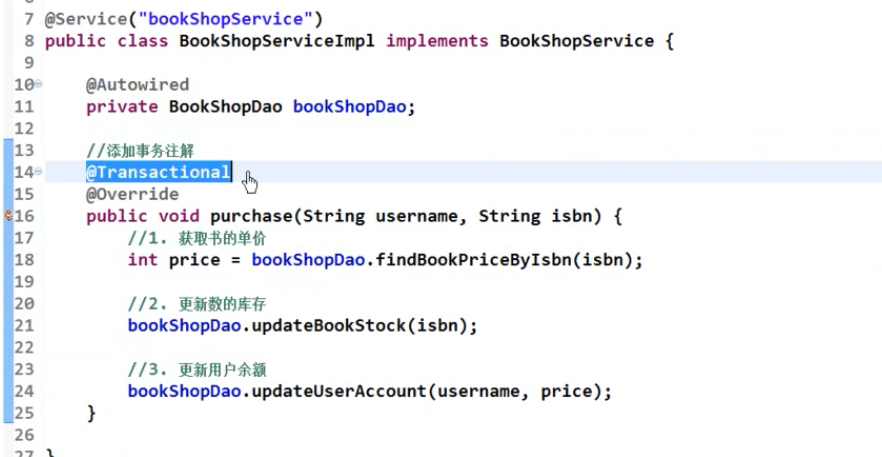 7 @Service("bookShopService")
8 public class BookShopServiceImpl implements BookShopService {
9
10 @Autowired
11 private BookShopDao bookShopDao;
12
13 //添加事务注解
14 @Transactional
15 @Override
16 public void purchase(String username, String isbn) {
17 //1. 获取书的单价
18 int price = bookShopDao.findBookPriceByIsbn(isbn);
19
20 //2. 更新数的库存
21 bookShopDao.updateBookStock(isbn);
22
23 //3. 更新用户余额
24 bookShopDao.updateUserAccount(username, price);
25 }
26
27 }